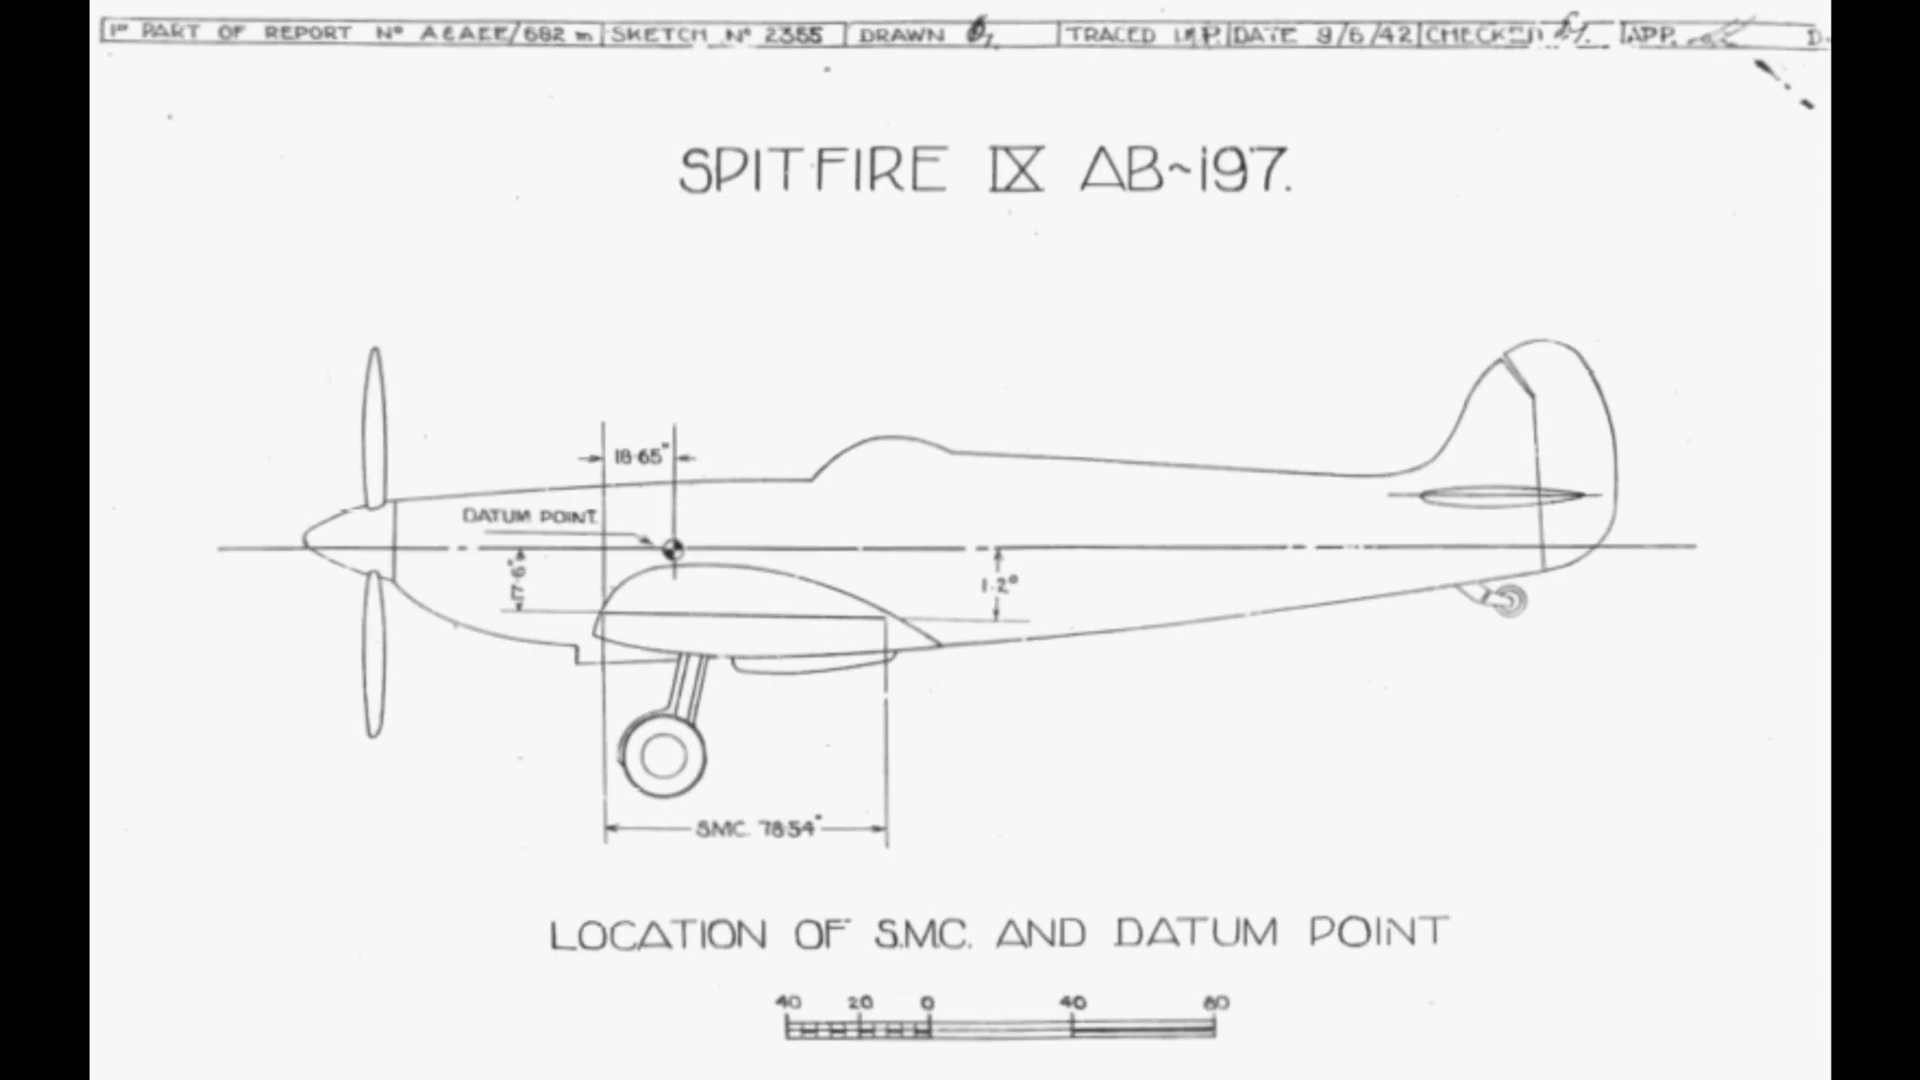 1ST PART OF REPORT Nº A&AEE/692 m SKETCH Nº 2355 DRAWN TRACED DATE 9/6/42 CHECKED APP.
SPITFIRE IX AB~197.
18·65"
DATUM POINT.
17·6"
1·2°
S.M.C. 78·54"
LOCATION OF S.M.C. AND DATUM POINT
40 20 0 40 80